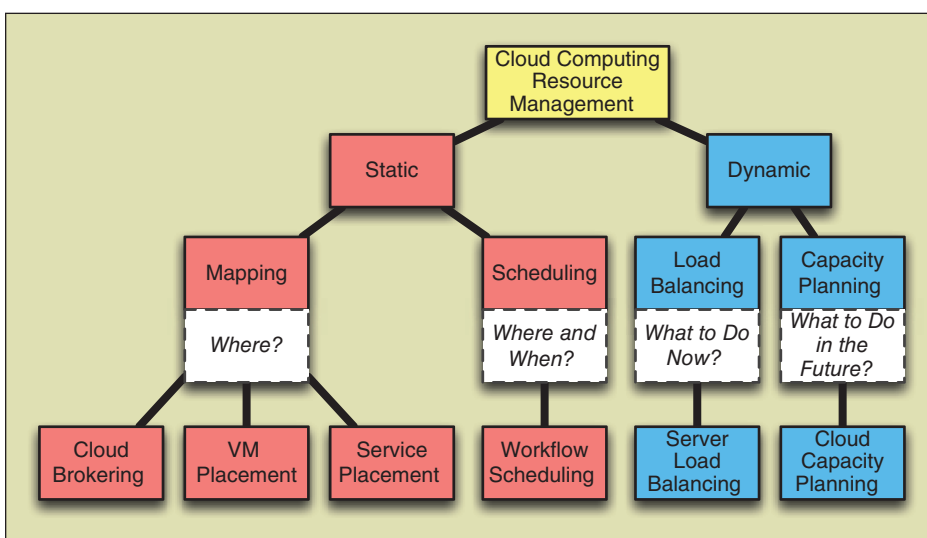 Cloud Computing
Resource
Management
Static
Dynamic
Mapping
Scheduling
Load
Balancing
Capacity
Planning
Where?
Where and
When?
What to Do
Now?
What to Do
in the
Future?
Cloud
Brokering
VM
Placement
Service
Placement
Workflow
Scheduling
Server
Load
Balancing
Cloud
Capacity
Planning